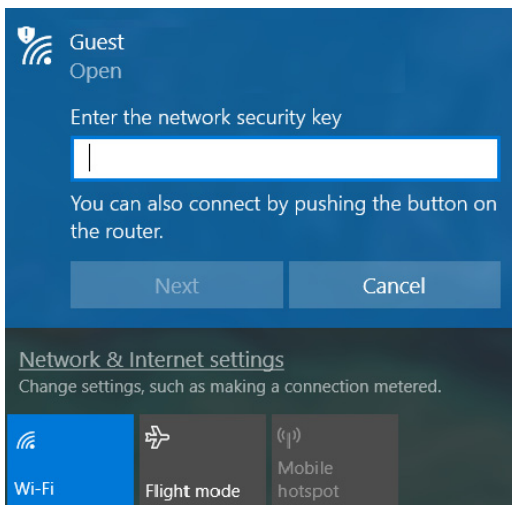 Guest
Open
Enter the network security key
You can also connect by pushing the button on
the router.
Next Cancel
Network & Internet settings
Change settings, such as making a connection metered.
Wi-Fi
Flight mode
Mobile
hotspot